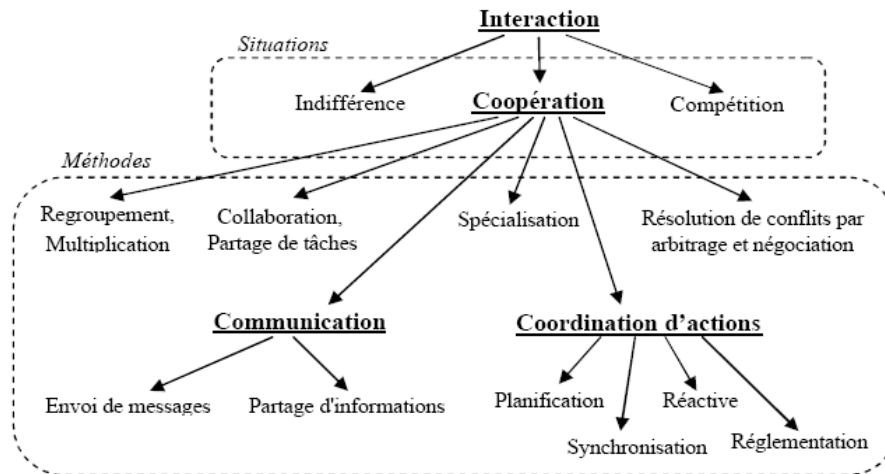 Interaction
Situations
Indifférence
Coopération
Compétition
Méthodes
Regroupement,
Multiplication
Collaboration,
Partage de tâches
Spécialisation
Résolution de conflits par
arbitrage et négociation
Communication
Coordination d'actions
Envoi de messages
Partage d'informations
Planification
Réactive
Synchronisation
Réglementation